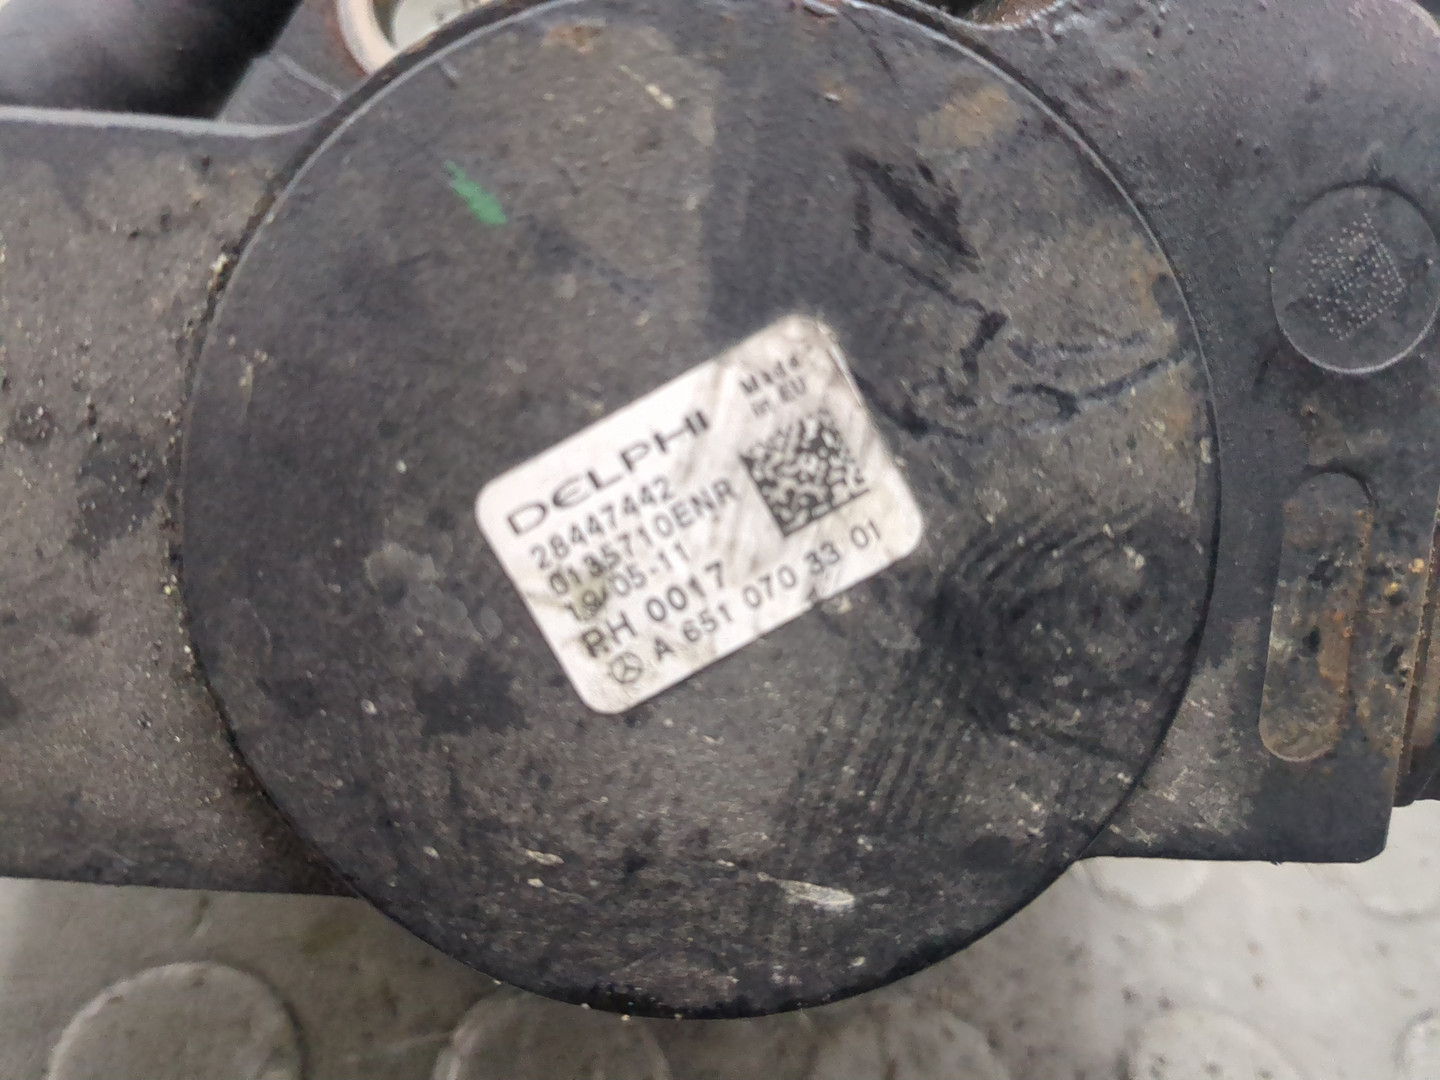 DELPHI
Made
in EU
28447442
0135710ENR
19/05-11
RH 0017
A 651 070 33 01